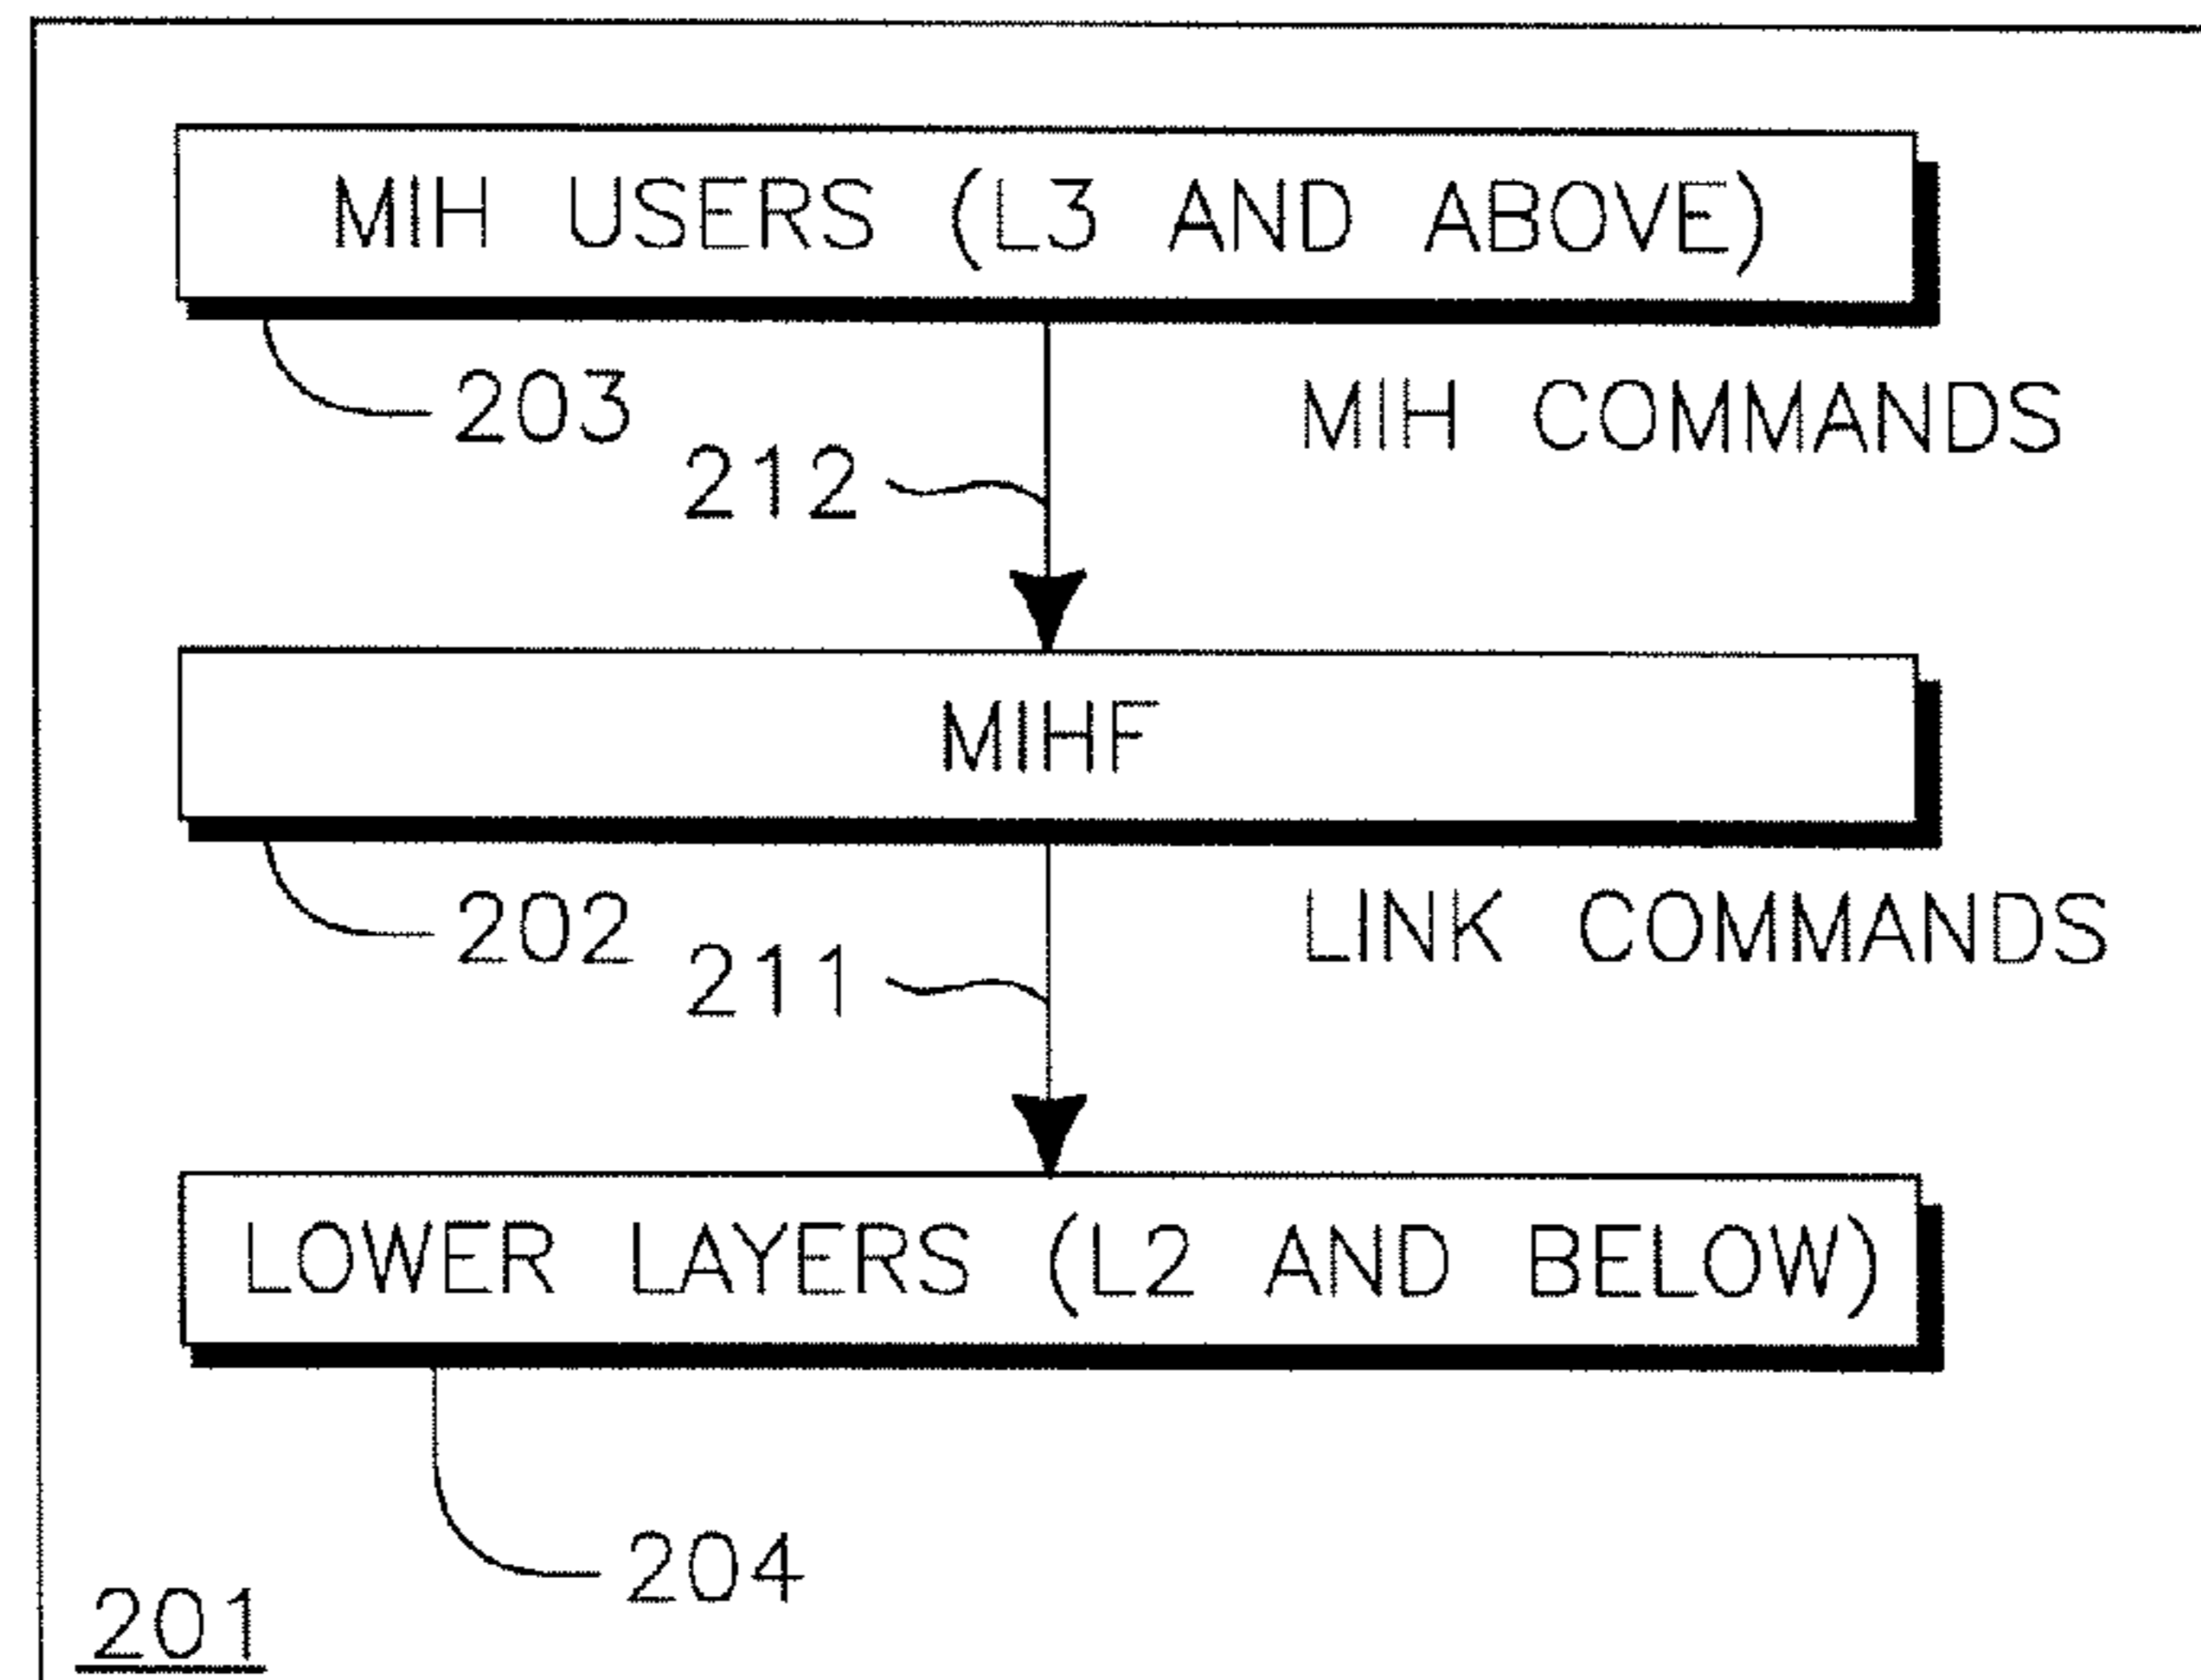 MIH USERS (L3 AND ABOVE)
203
MIH COMMANDS
212
MIHF
202
LINK COMMANDS
211
LOWER LAYERS (L2 AND BELOW)
204
201